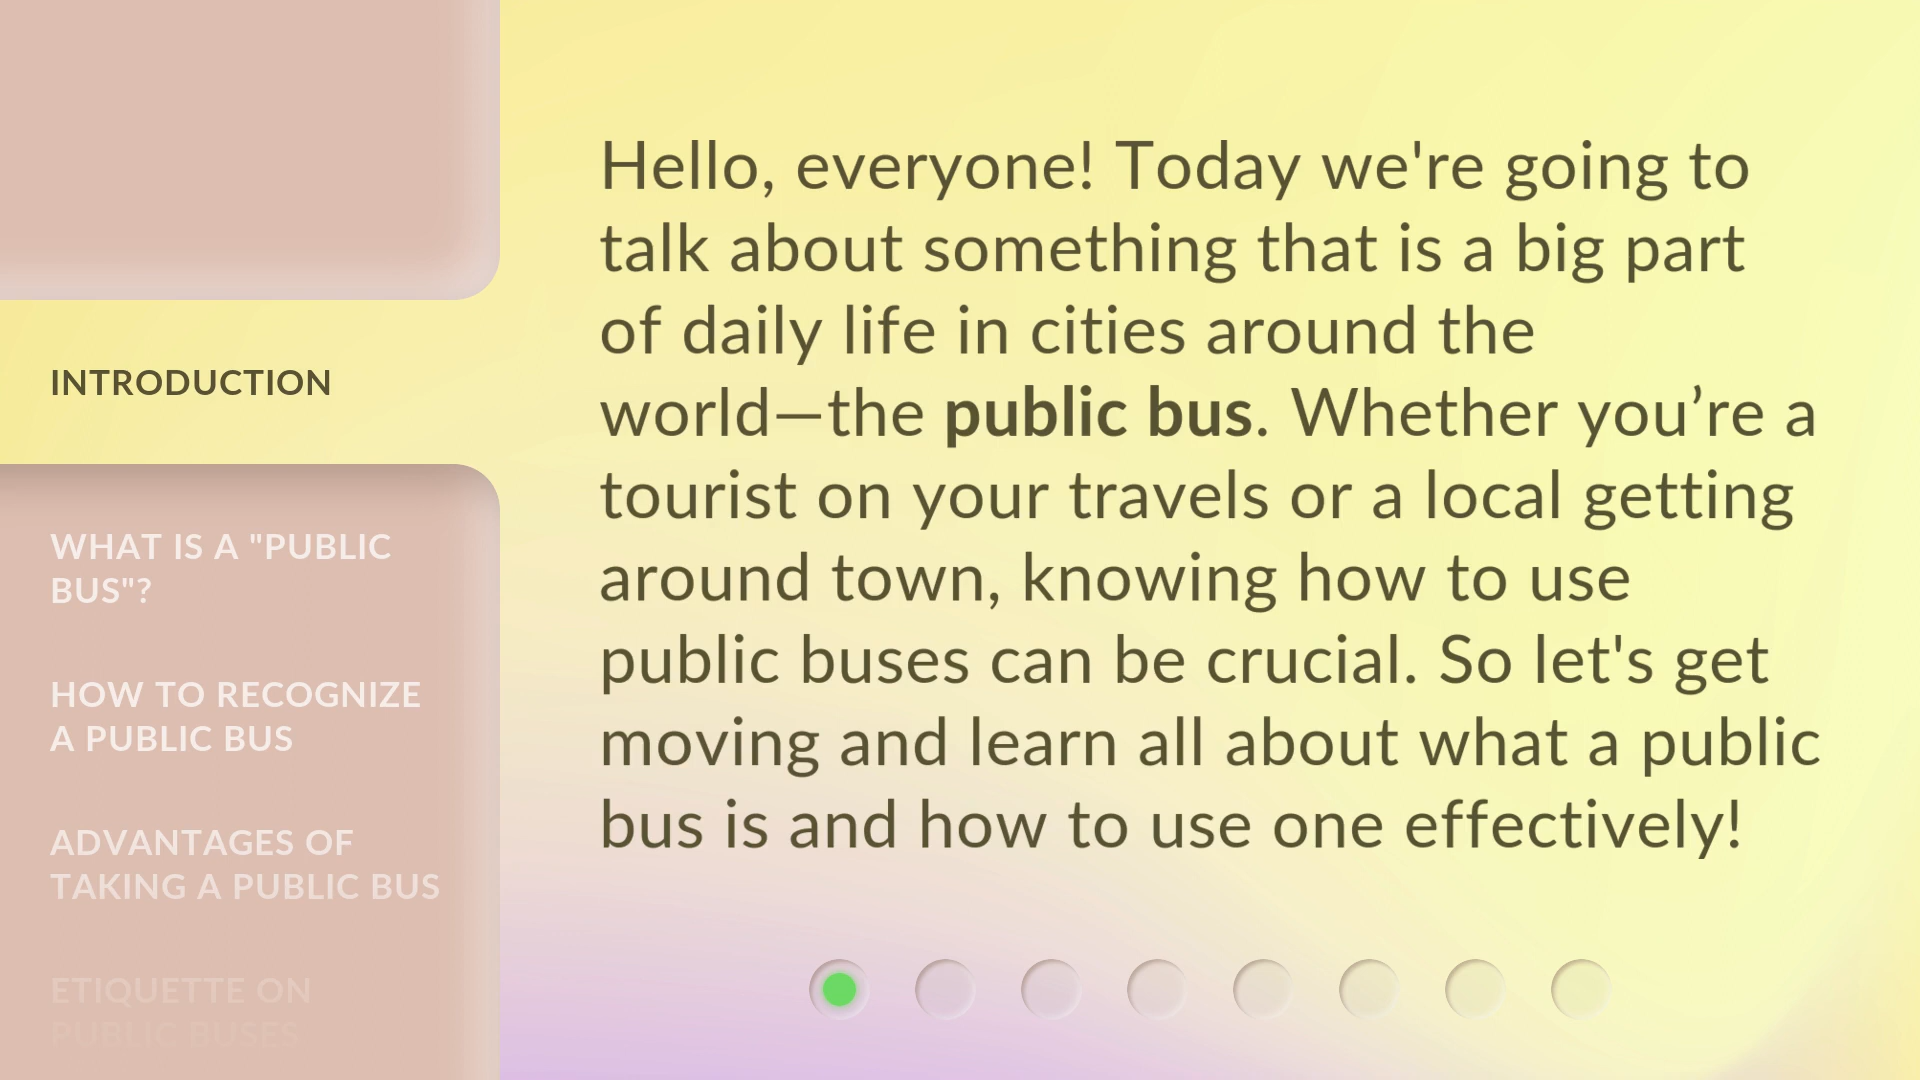 INTRODUCTION
WHAT IS A "PUBLIC
BUS"?
HOW TO RECOGNIZE
A PUBLIC BUS
ADVANTAGES OF
TAKING A PUBLIC BUS
ETIQUETTE ON
PUBLIC BUSES
Hello, everyone! Today we're going to
talk about something that is a big part
of daily life in cities around the
world—the public bus. Whether you’re a
tourist on your travels or a local getting
around town, knowing how to use
public buses can be crucial. So let's get
moving and learn all about what a public
bus is and how to use one effectively!